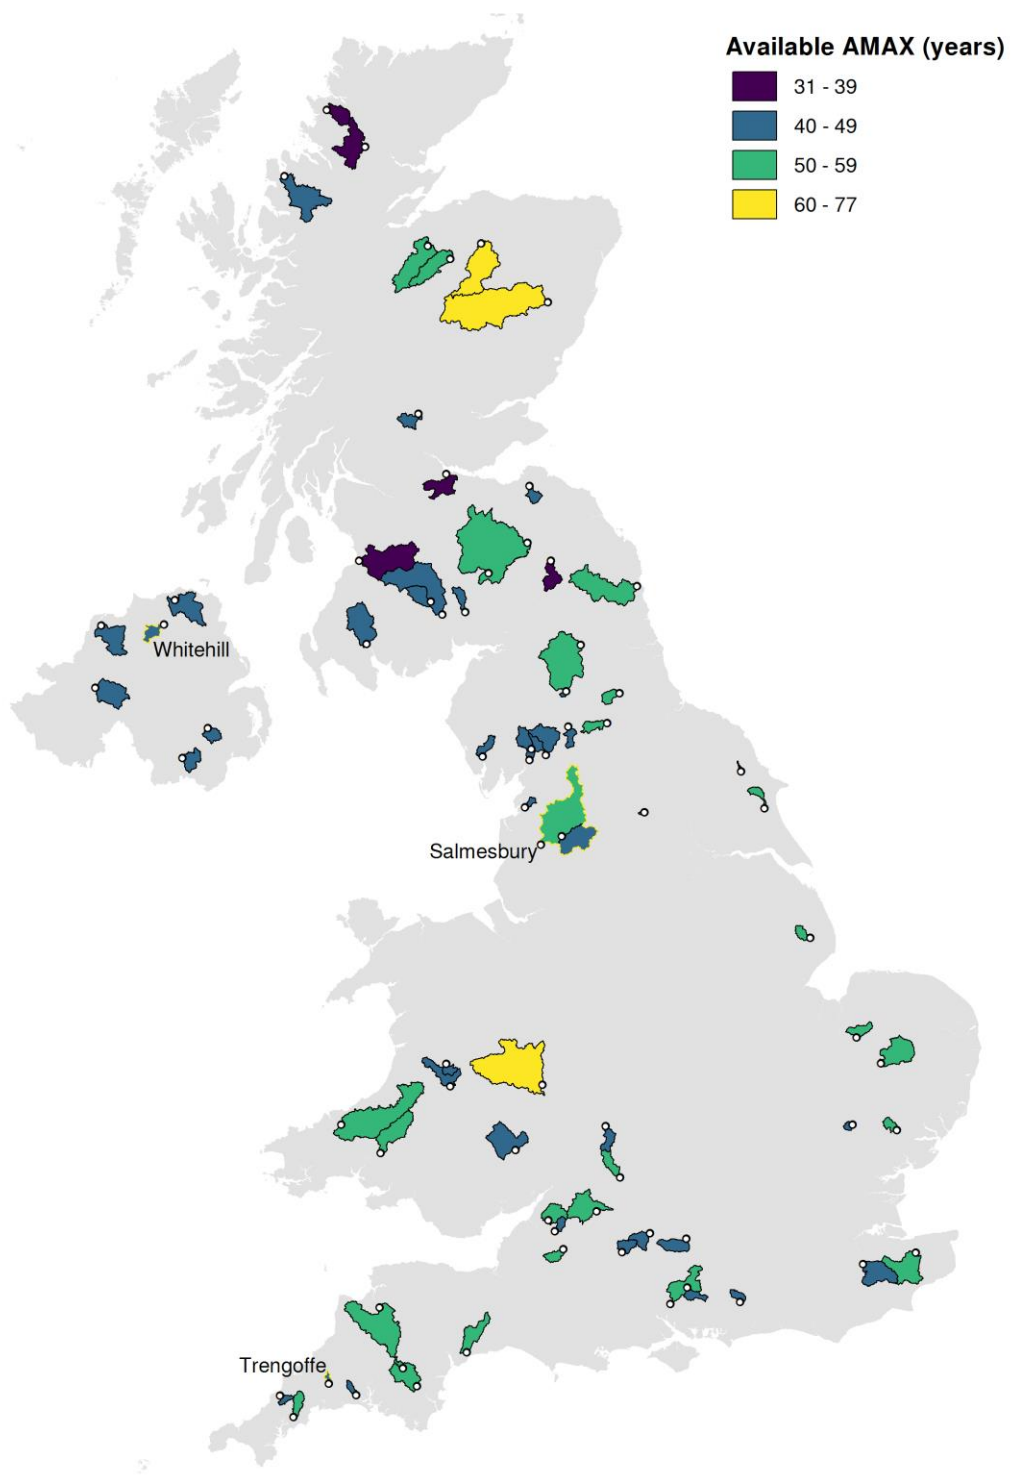 Available AMAX (years)
31 - 39
40 - 49
50 - 59
60 - 77
Whitehill
Salmesbury
Trengoffe